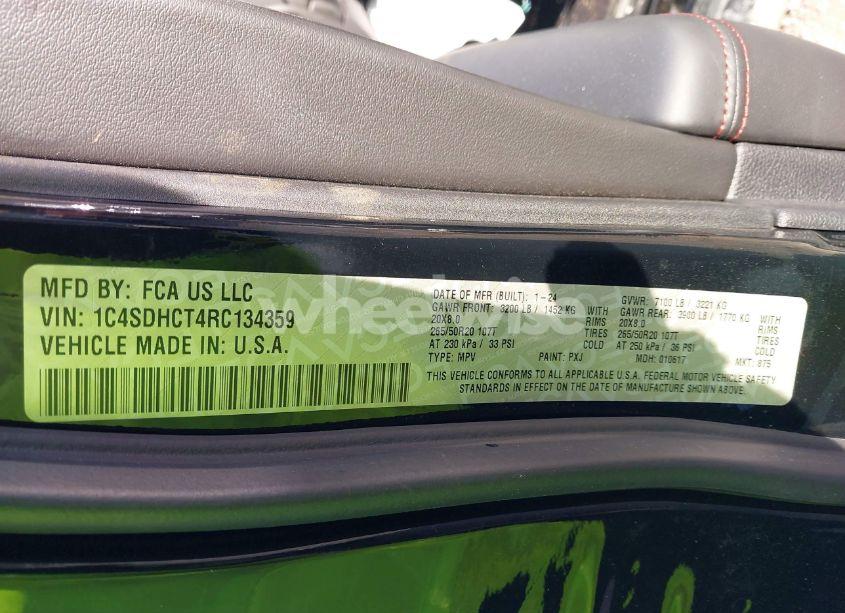 MFD BY: FCA US LLC
VIN: 1C4SDHCT4RC134359
VEHICLE MADE IN: U.S.A.
DATE OF MFR (BUILT): 1-24
GAWR FRONT: 3200 LB / 1452 KG
20X8.0
265/50R20 107T TIRES
AT 230 kPa / 33 PSI COLD
TYPE: MPV PAINT: PXJ
GVWR: 7100 LB / 3221 KG
GAWR REAR: 3900 LB / 1770 KG
20X8.0 RIMS
265/50R20 107T TIRES
AT 250 kPa / 36 PSI COLD
MDH: 010617 MKT: 875
THIS VEHICLE CONFORMS TO ALL APPLICABLE U.S.A. FEDERAL MOTOR VEHICLE SAFETY
STANDARDS IN EFFECT ON THE DATE OF MANUFACTURE SHOWN ABOVE.